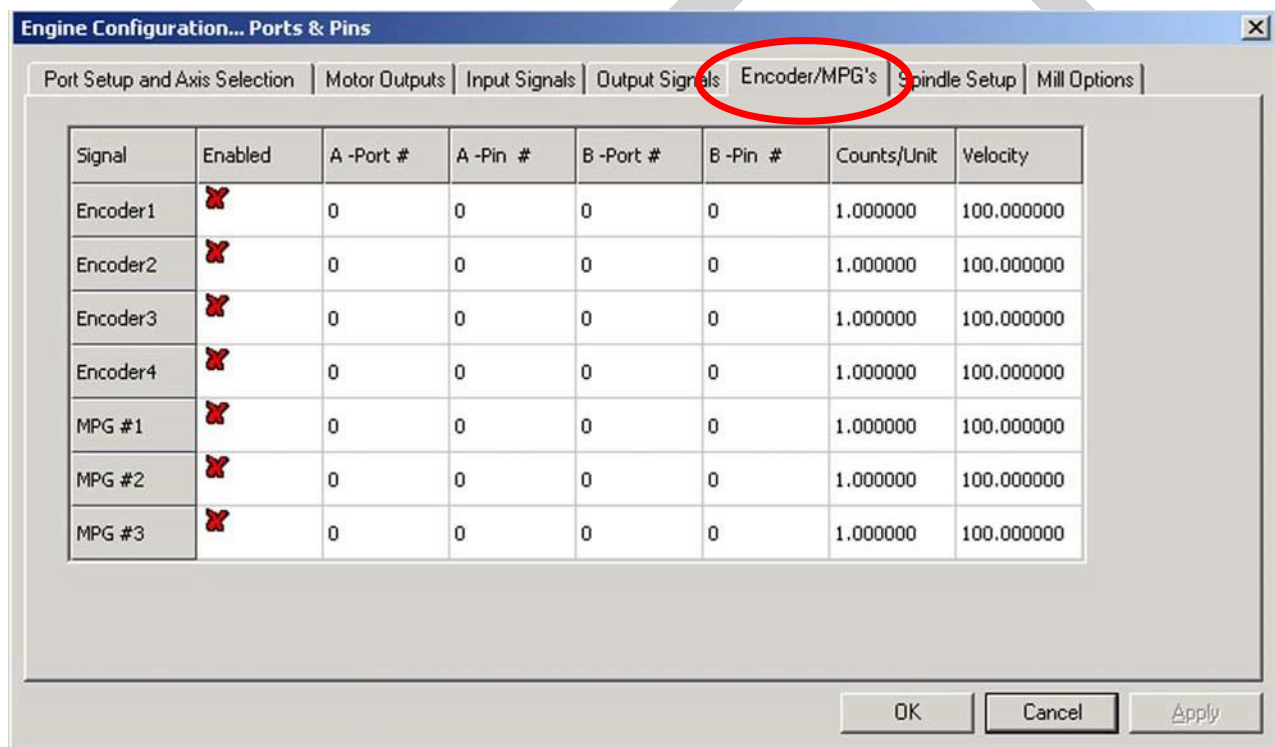 Engine Configuration... Ports & Pins
Port Setup and Axis Selection Motor Outputs Input Signals Output Signals Encoder/MPG's Spindle Setup Mill Options
Signal Enabled A -Port # A -Pin # B -Port # B -Pin # Counts/Unit Velocity
Encoder1 0 0 0 0 1.000000 100.000000
Encoder2 0 0 0 0 1.000000 100.000000
Encoder3 0 0 0 0 1.000000 100.000000
Encoder4 0 0 0 0 1.000000 100.000000
MPG #1 0 0 0 0 1.000000 100.000000
MPG #2 0 0 0 0 1.000000 100.000000
MPG #3 0 0 0 0 1.000000 100.000000
OK Cancel Apply